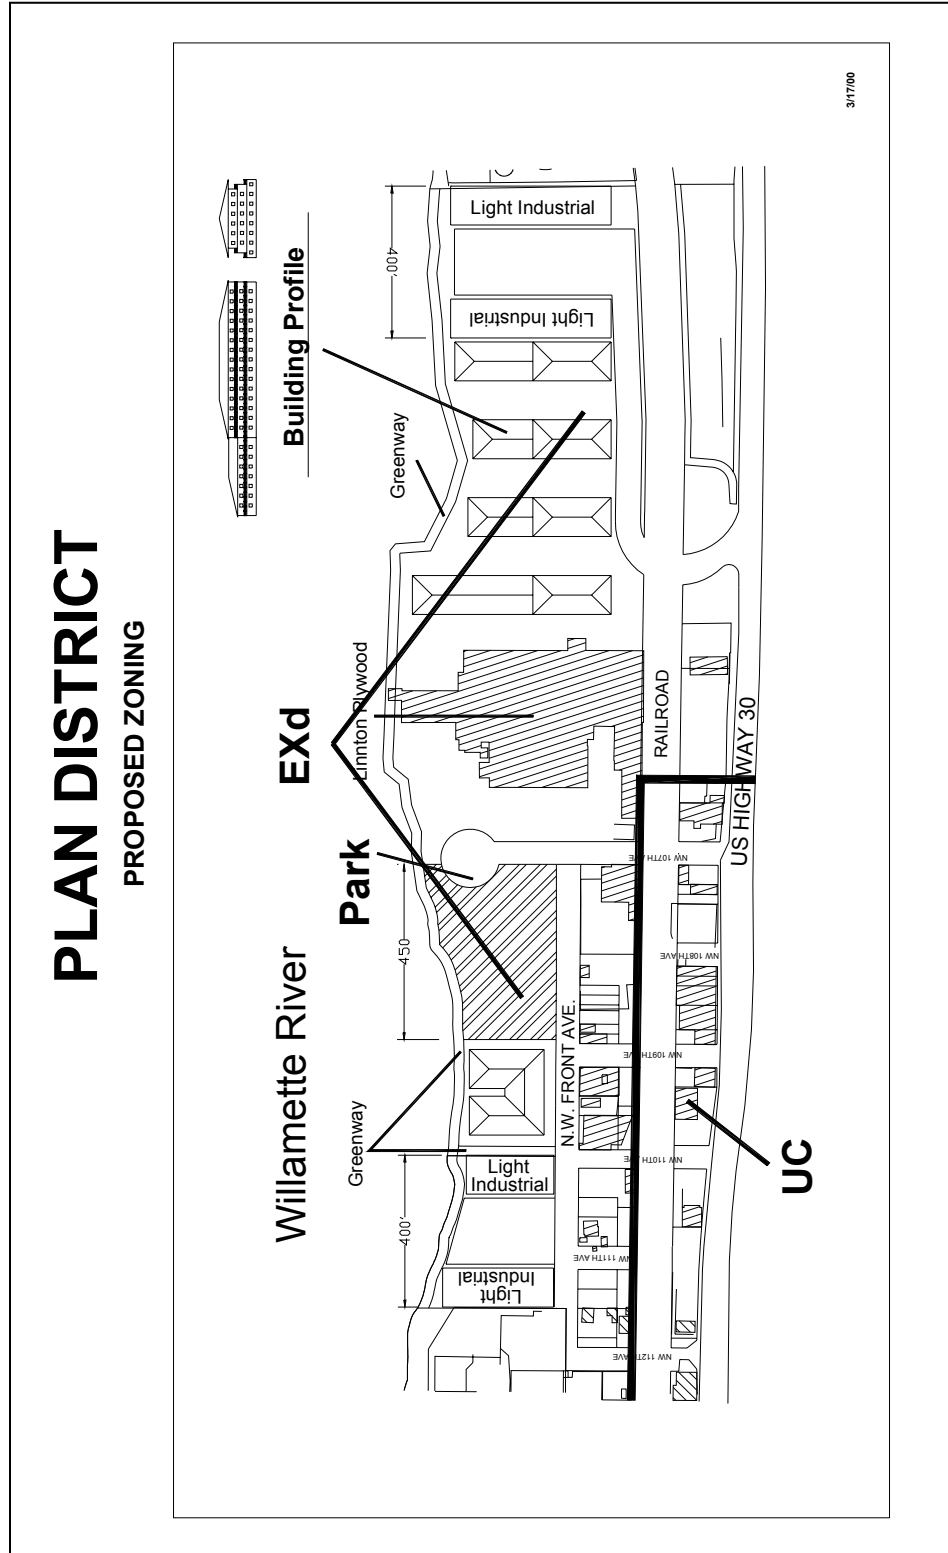 PLAN DISTRICT
PROPOSED ZONING
3/17/00
Building Profile
Willamette River
Greenway
Greenway
EXd
Park
Linnton Plywood
400'
450
400'
Light
Industrial
Light
Industrial
Light Industrial
Light Industrial
N.W. FRONT AVE.
RAILROAD
US HIGHWAY 30
UC
NW 112TH AVE
NW 111TH AVE
NW 110TH AVE
NW 109TH AVE
NW 108TH AVE
NW 107TH AVE